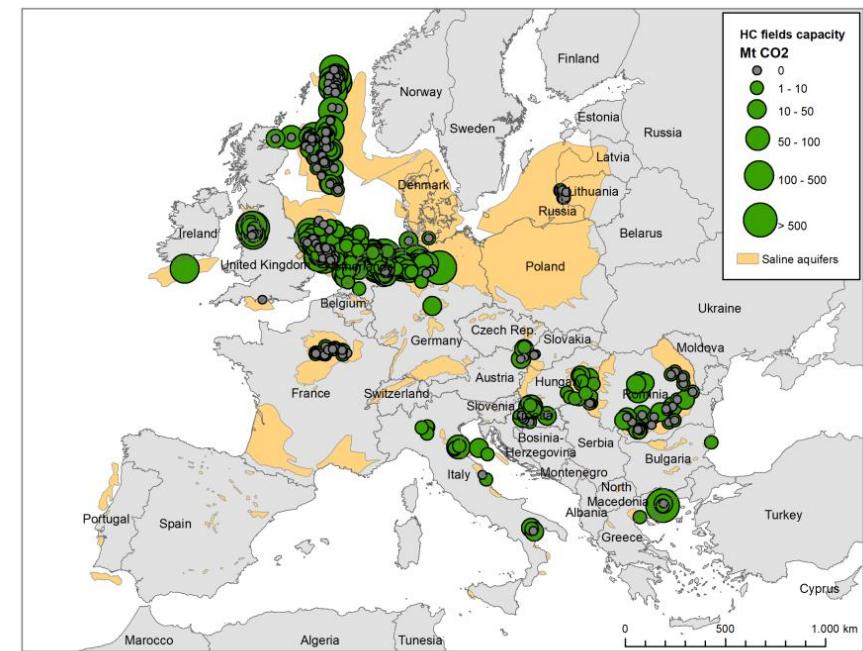 HC fields capacity
Mt CO2
0
1 - 10
10 - 50
50 - 100
100 - 500
> 500
Saline aquifers
Finland
Norway
Sweden
Estonia
Russia
Latvia
Denmark
Lithuania
Russia
Ireland
Belarus
United Kingdom
Poland
Belgium
Ukraine
Germany
Czech Rep.
Slovakia
Moldova
Austria
France
Switzerland
Hungary
Romania
Slovenia
Bosinia-
Herzegovina
Serbia
Montenegro
Bulgaria
Italy
North
Macedonia
Albania
Portugal
Spain
Turkey
Greece
Cyprus
Morocco
Algeria
Tunisia
0
500
1.000 km